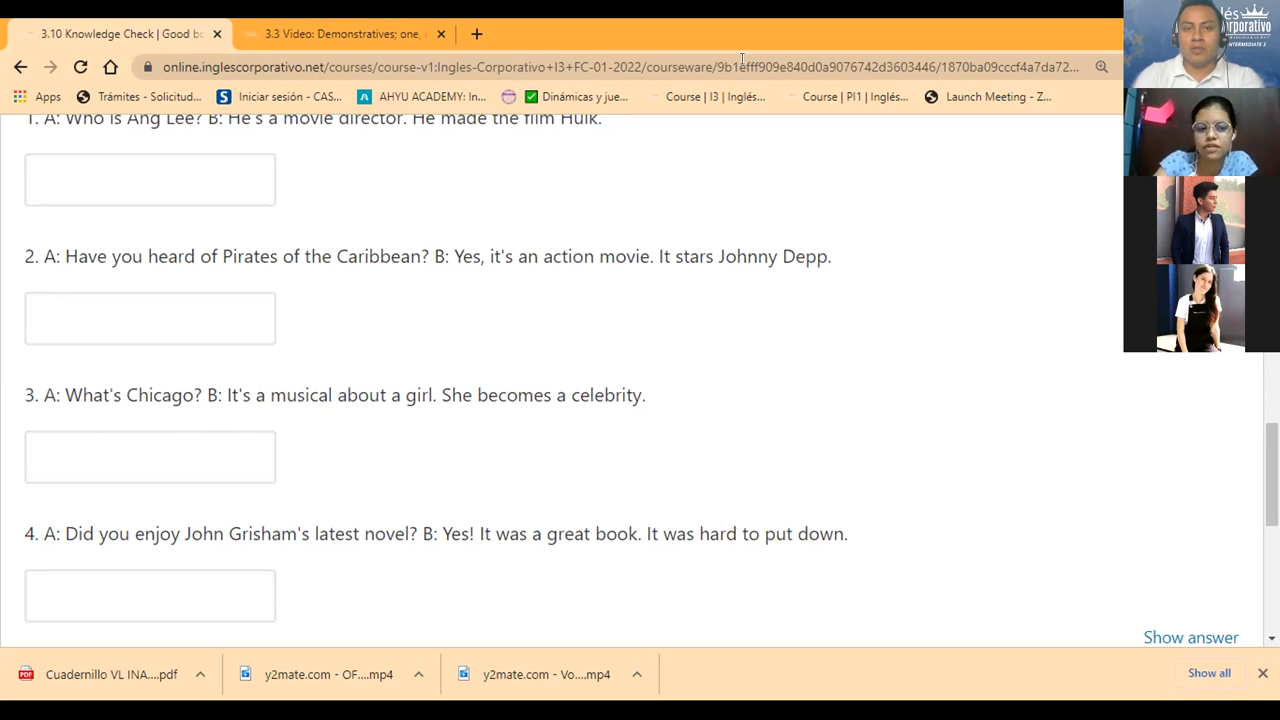 3.10 Knowledge Check | Good bo
3.3 Video: Demonstratives; one,
online.inglescorporativo.net/courses/course-v1:Ingles-Corporativo+I3+FC-01-2022/courseware/9b1efff909e840d0a9076742d3603446/1870ba09cccf4a7da72...
Apps
Trámites - Solicitud...
Iniciar sesión - CAS...
AHYU ACADEMY: In...
Dinámicas y jue...
Course | I3 | Inglés...
Course | PI1 | Inglés...
Launch Meeting - Z...
1. A: Who is Ang Lee? B: He's a movie director. He made the film Hulk.
2. A: Have you heard of Pirates of the Caribbean? B: Yes, it's an action movie. It stars Johnny Depp.
3. A: What's Chicago? B: It's a musical about a girl. She becomes a celebrity.
4. A: Did you enjoy John Grisham's latest novel? B: Yes! It was a great book. It was hard to put down.
Show answer
Cuadernillo VL INA....pdf
y2mate.com - OF....mp4
y2mate.com - Vo....mp4
Show all